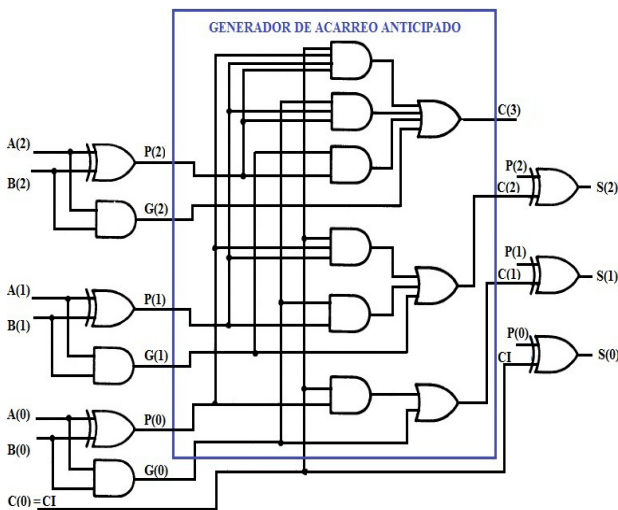 GENERADOR DE ACARREO ANTICIPADO
C(3)
A(2)
P(2)
B(2)
P(2)
S(2)
C(2)
G(2)
P(1)
A(1)
P(1)
C(1)
S(1)
B(1)
P(0)
G(1)
CI
S(0)
A(0)
P(0)
B(0)
G(0)
C(0) = CI